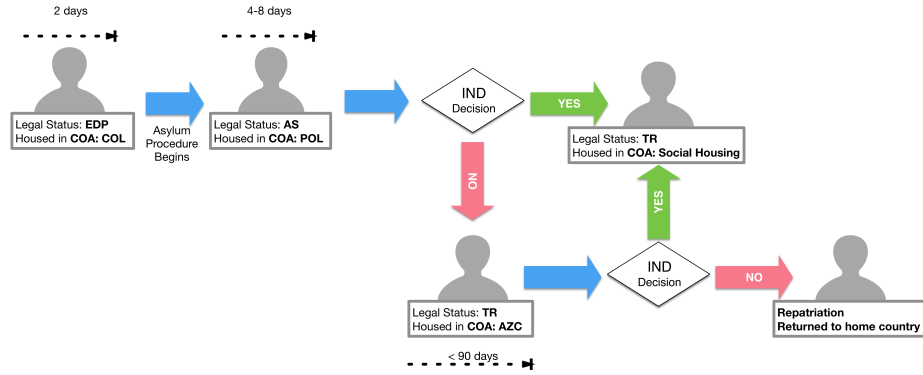 2 days
4-8 days
Legal Status: EDP
Housed in COA: COL
Asylum
Procedure
Begins
Legal Status: AS
Housed in COA: POL
IND
Decision
YES
Legal Status: TR
Housed in COA: Social Housing
NO
YES
Legal Status: TR
Housed in COA: AZC
< 90 days
IND
Decision
NO
Repatriation
Returned to home country